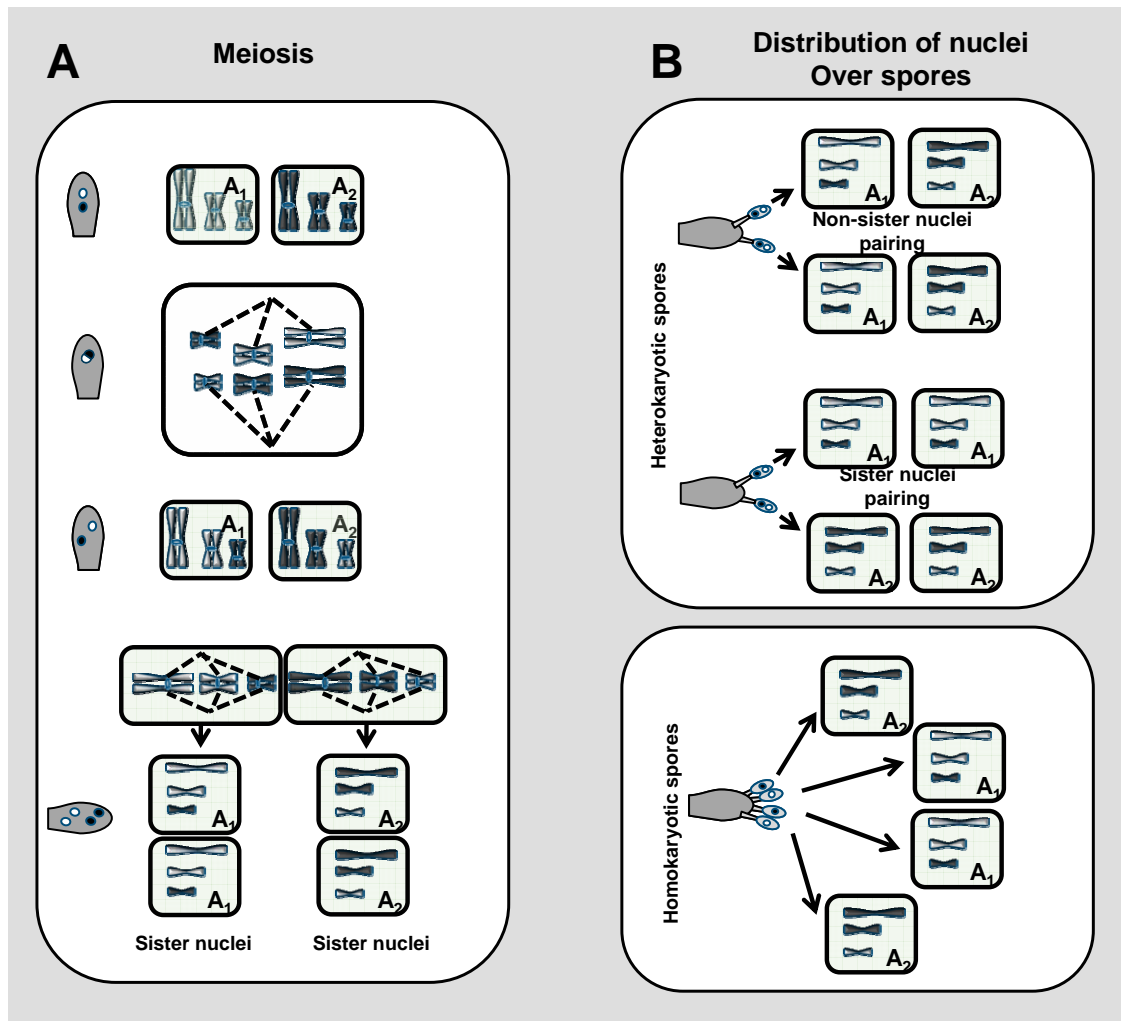 A
Meiosis
A1
A2
A1
A2
A1
A2
A1
A2
Sister nuclei
Sister nuclei
B
Distribution of nuclei
Over spores
Heterokaryotic spores
A1
A2
Non-sister nuclei
pairing
A1
A2
A1
A1
Sister nuclei
pairing
A2
A2
Homokaryotic spores
A2
A1
A1
A2